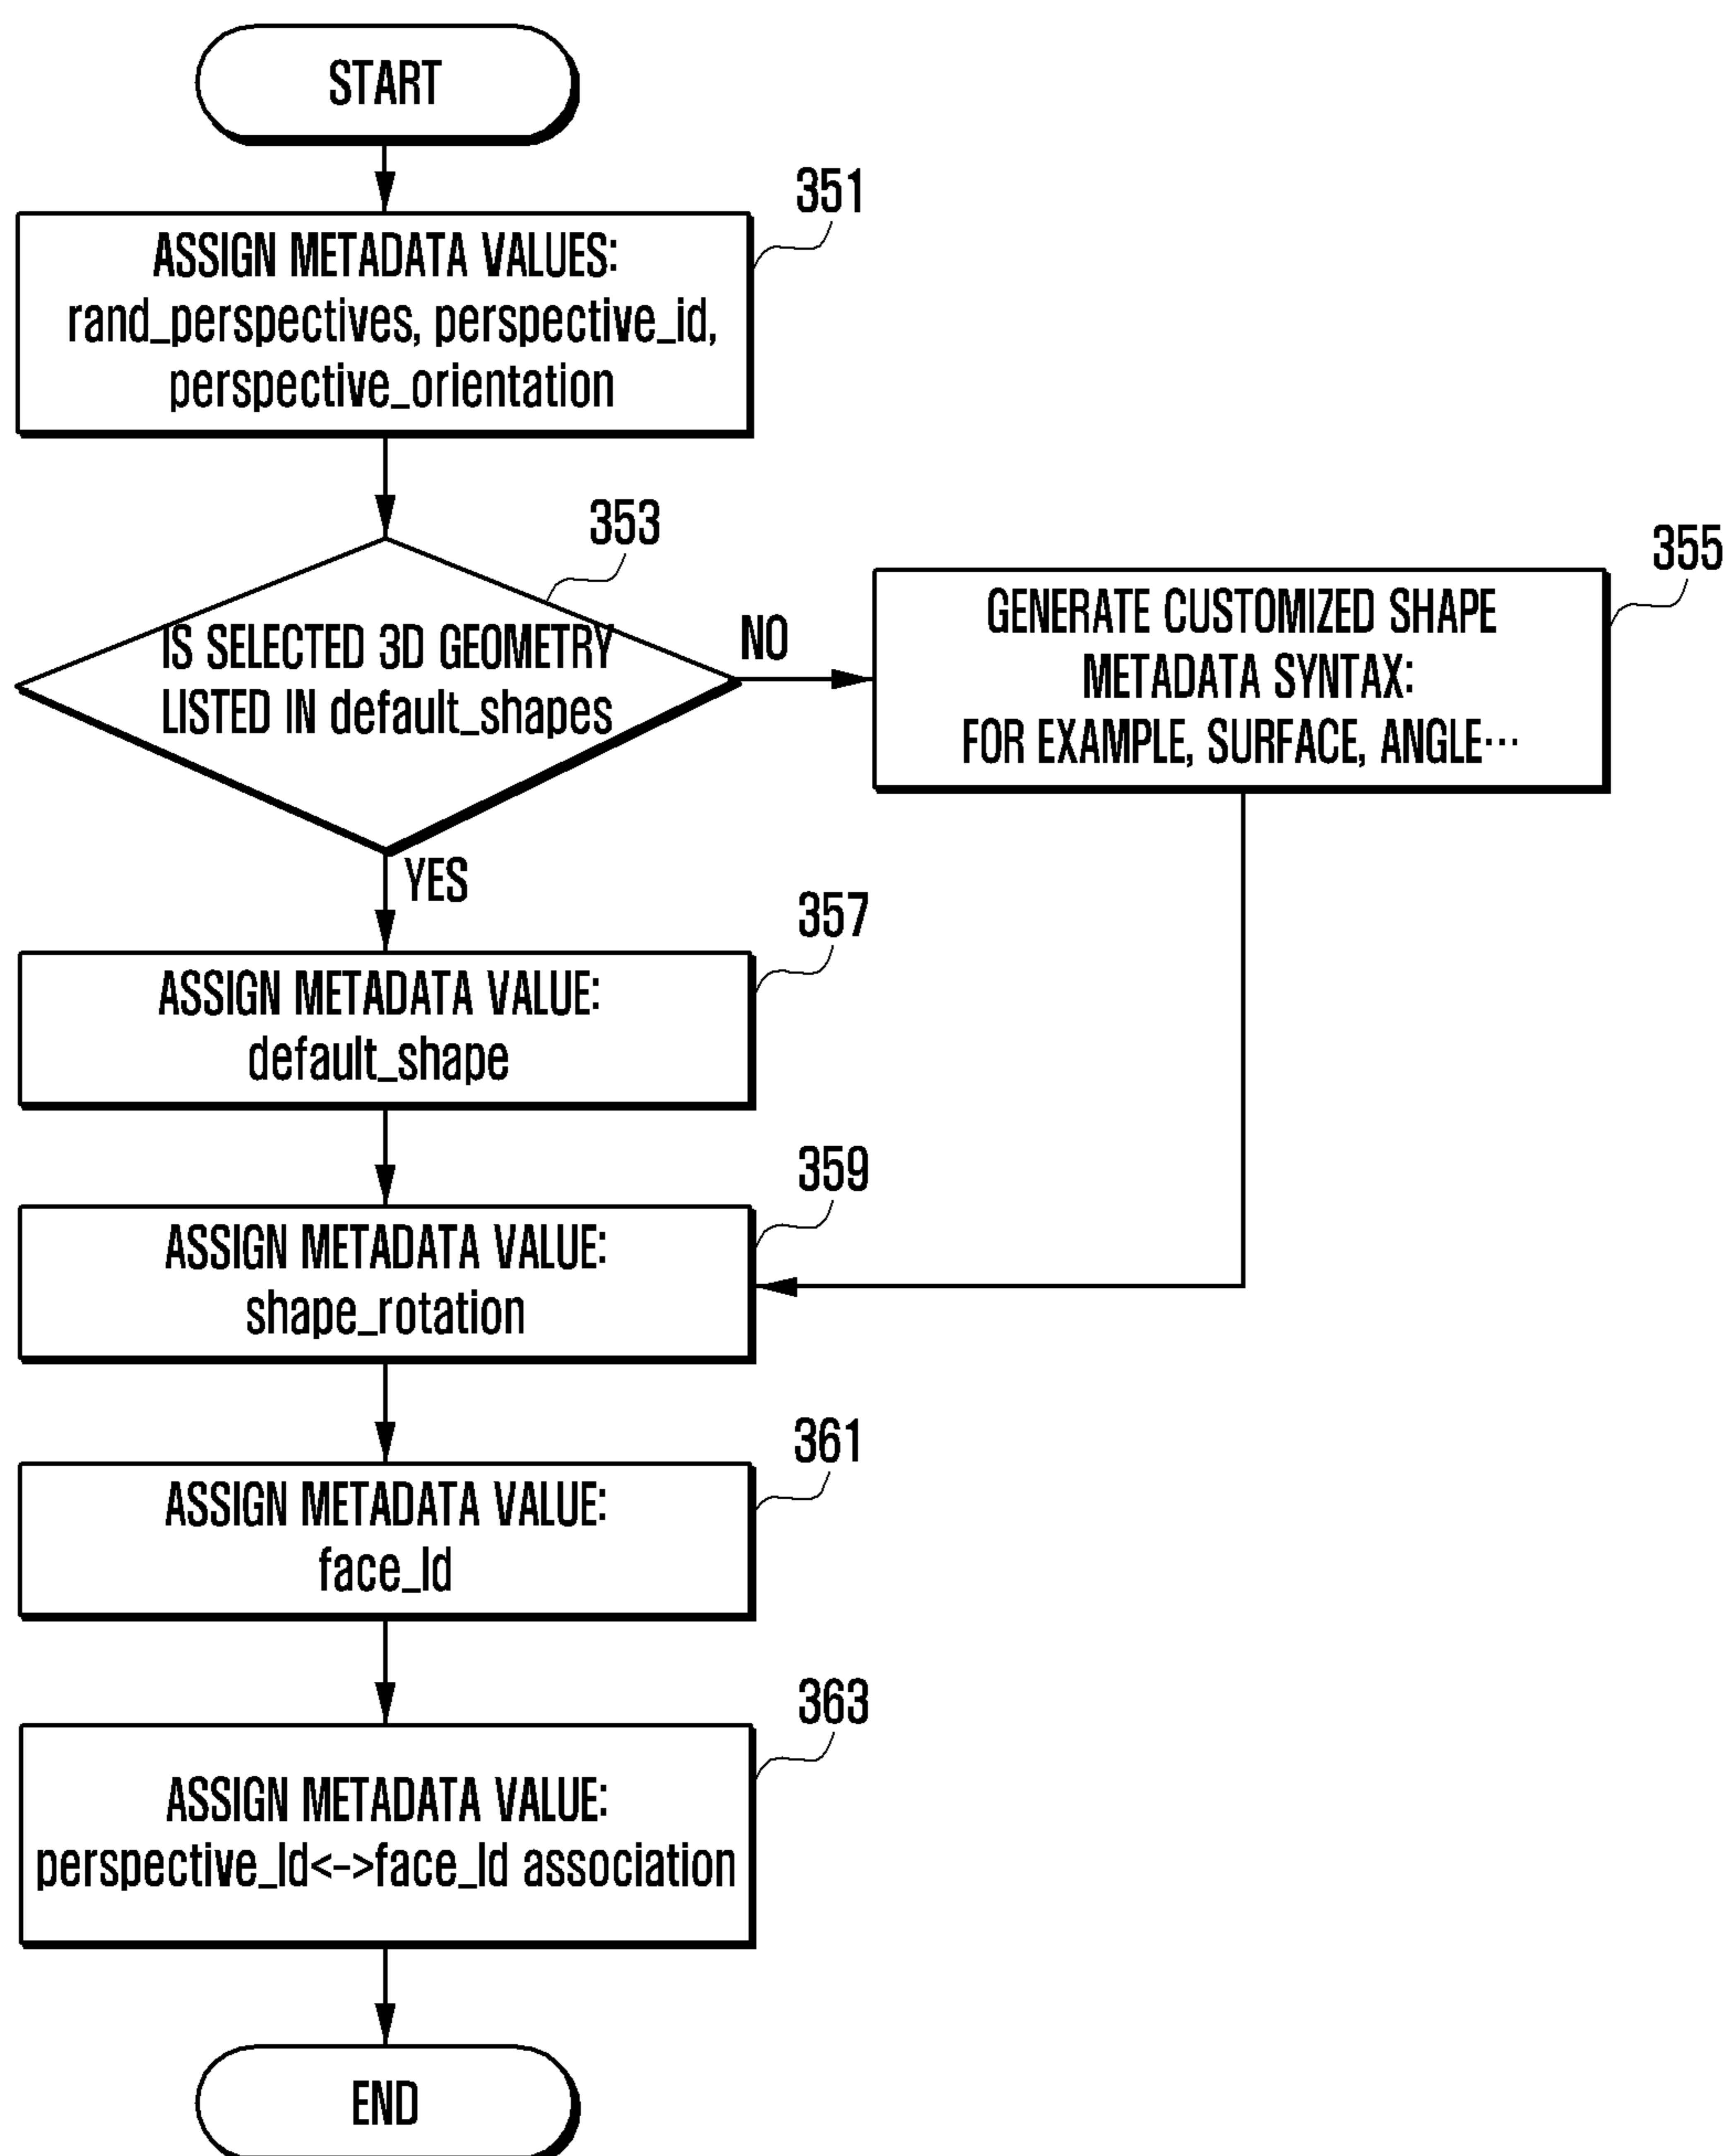 START
351
ASSIGN METADATA VALUES:
rand_perspectives, perspective_id,
perspective_orientation
353
IS SELECTED 3D GEOMETRY
LISTED IN default_shapes
NO
355
GENERATE CUSTOMIZED SHAPE
METADATA SYNTAX:
FOR EXAMPLE, SURFACE, ANGLE···
YES
357
ASSIGN METADATA VALUE:
default_shape
359
ASSIGN METADATA VALUE:
shape_rotation
361
ASSIGN METADATA VALUE:
face_Id
363
ASSIGN METADATA VALUE:
perspective_Id<->face_Id association
END